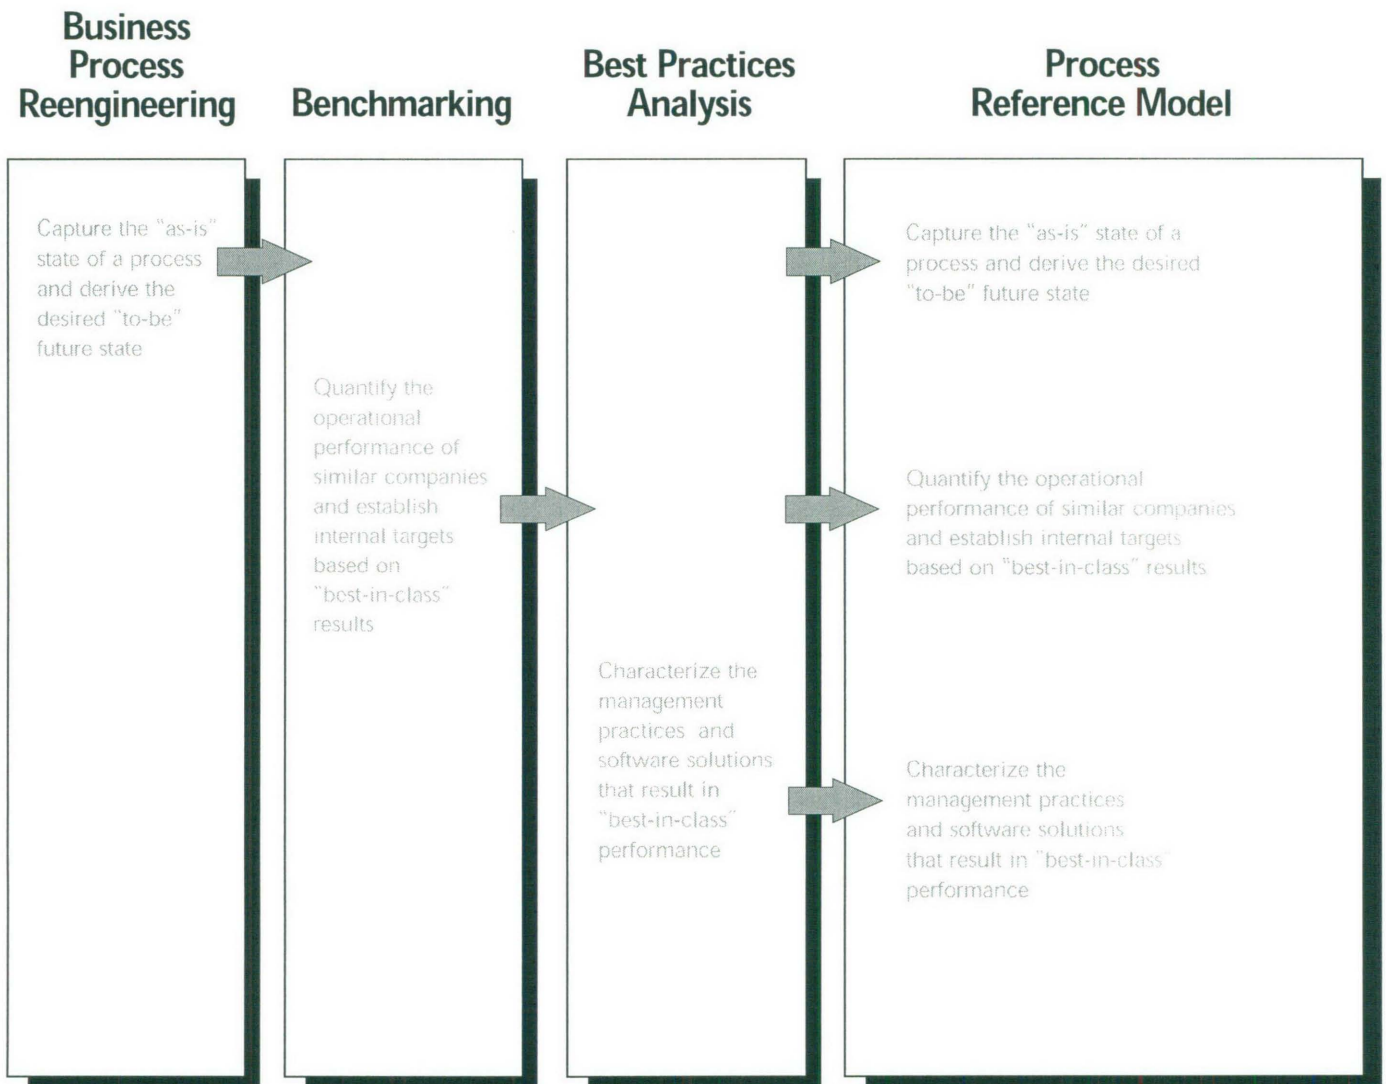 Business
Process
Reengineering
Benchmarking
Best Practices
Analysis
Process
Reference Model
Capture the "as-is"
state of a process
and derive the
desired "to-be"
future state
Quantify the
operational
performance of
similar companies
and establish
internal targets
based on
"best-in-class"
results
Characterize the
management
practices and
software solutions
that result in
"best-in-class"
performance
Capture the "as-is" state of a
process and derive the desired
"to-be" future state
Quantify the operational
performance of similar companies
and establish internal targets
based on "best-in-class" results
Characterize the
management practices
and software solutions
that result in "best-in-class"
performance